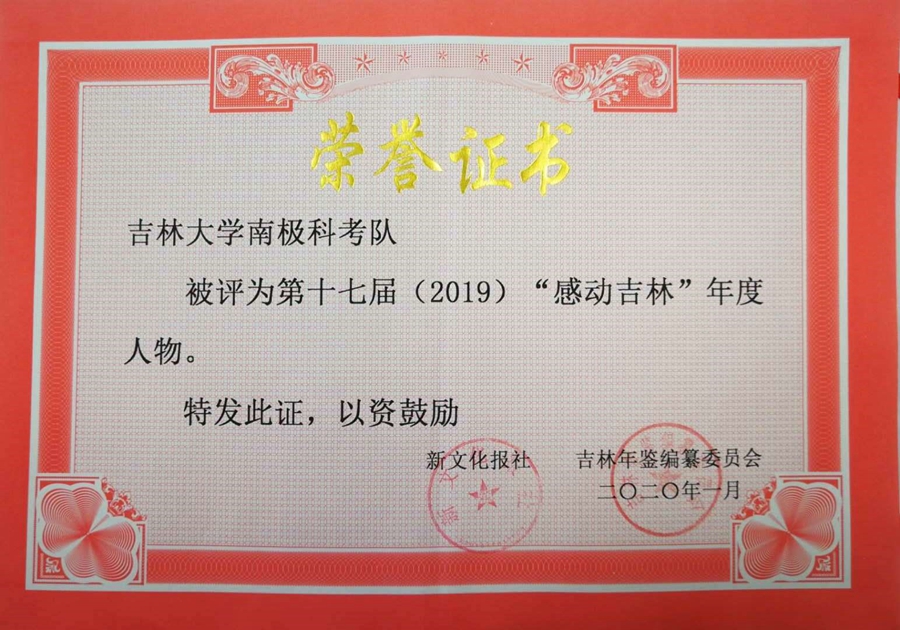 荣誉证书
吉林大学南极科考队
被评为第十七届（2019）“感动吉林”年度
人物。
特发此证，以资鼓励
新文化报社 吉林年鉴编纂委员会
二〇二〇年一月